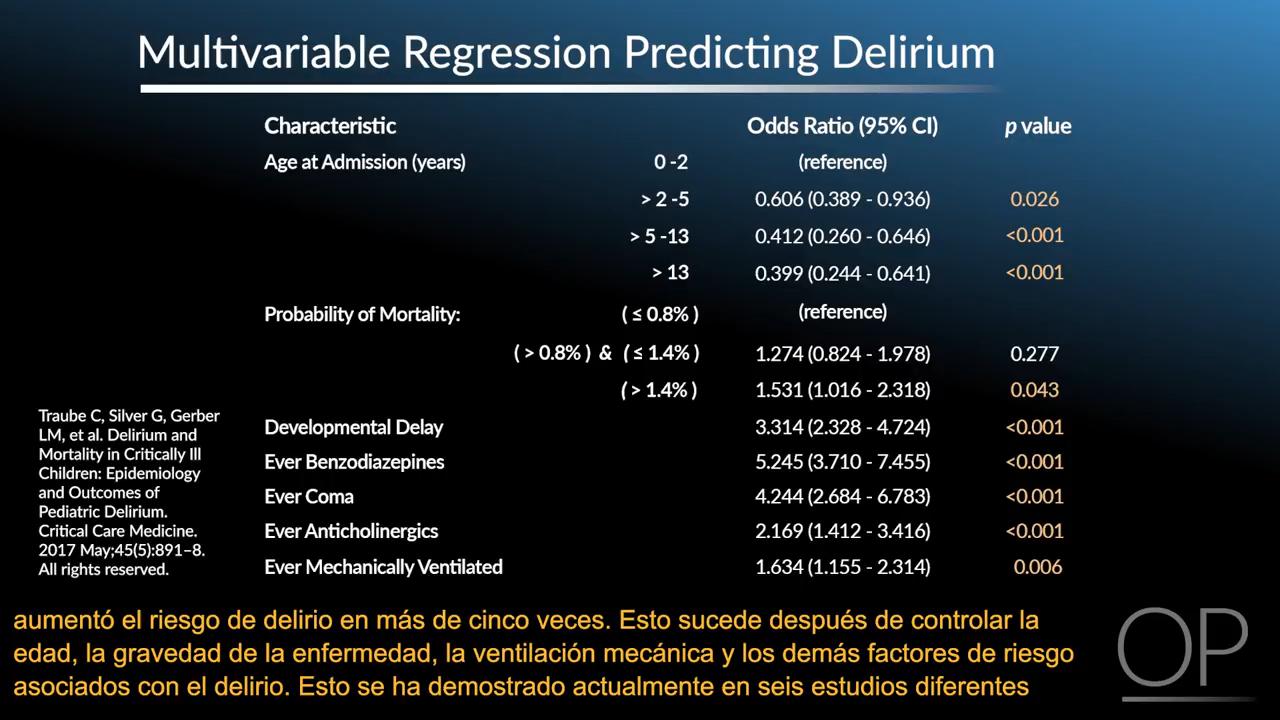 Multivariable Regression Predicting Delirium
Characteristic Odds Ratio (95% CI) p value
Age at Admission (years) 0 -2 (reference)
> 2 -5 0.606 (0.389 - 0.936) 0.026
> 5 -13 0.412 (0.260 - 0.646) <0.001
> 13 0.399 (0.244 - 0.641) <0.001
Probability of Mortality: ( ≤ 0.8% ) (reference)
( > 0.8% ) & ( ≤ 1.4% ) 1.274 (0.824 - 1.978) 0.277
( > 1.4% ) 1.531 (1.016 - 2.318) 0.043
Developmental Delay 3.314 (2.328 - 4.724) <0.001
Ever Benzodiazepines 5.245 (3.710 - 7.455) <0.001
Ever Coma 4.244 (2.684 - 6.783) <0.001
Ever Anticholinergics 2.169 (1.412 - 3.416) <0.001
Ever Mechanically Ventilated 1.634 (1.155 - 2.314) 0.006
Traube C, Silver G, Gerber
LM, et al. Delirium and
Mortality in Critically Ill
Children: Epidemiology
and Outcomes of
Pediatric Delirium.
Critical Care Medicine.
2017 May;45(5):891–8.
All rights reserved.
aumentó el riesgo de delirio en más de cinco veces. Esto sucede después de controlar la
edad, la gravedad de la enfermedad, la ventilación mecánica y los demás factores de riesgo
asociados con el delirio. Esto se ha demostrado actualmente en seis estudios diferentes
OP